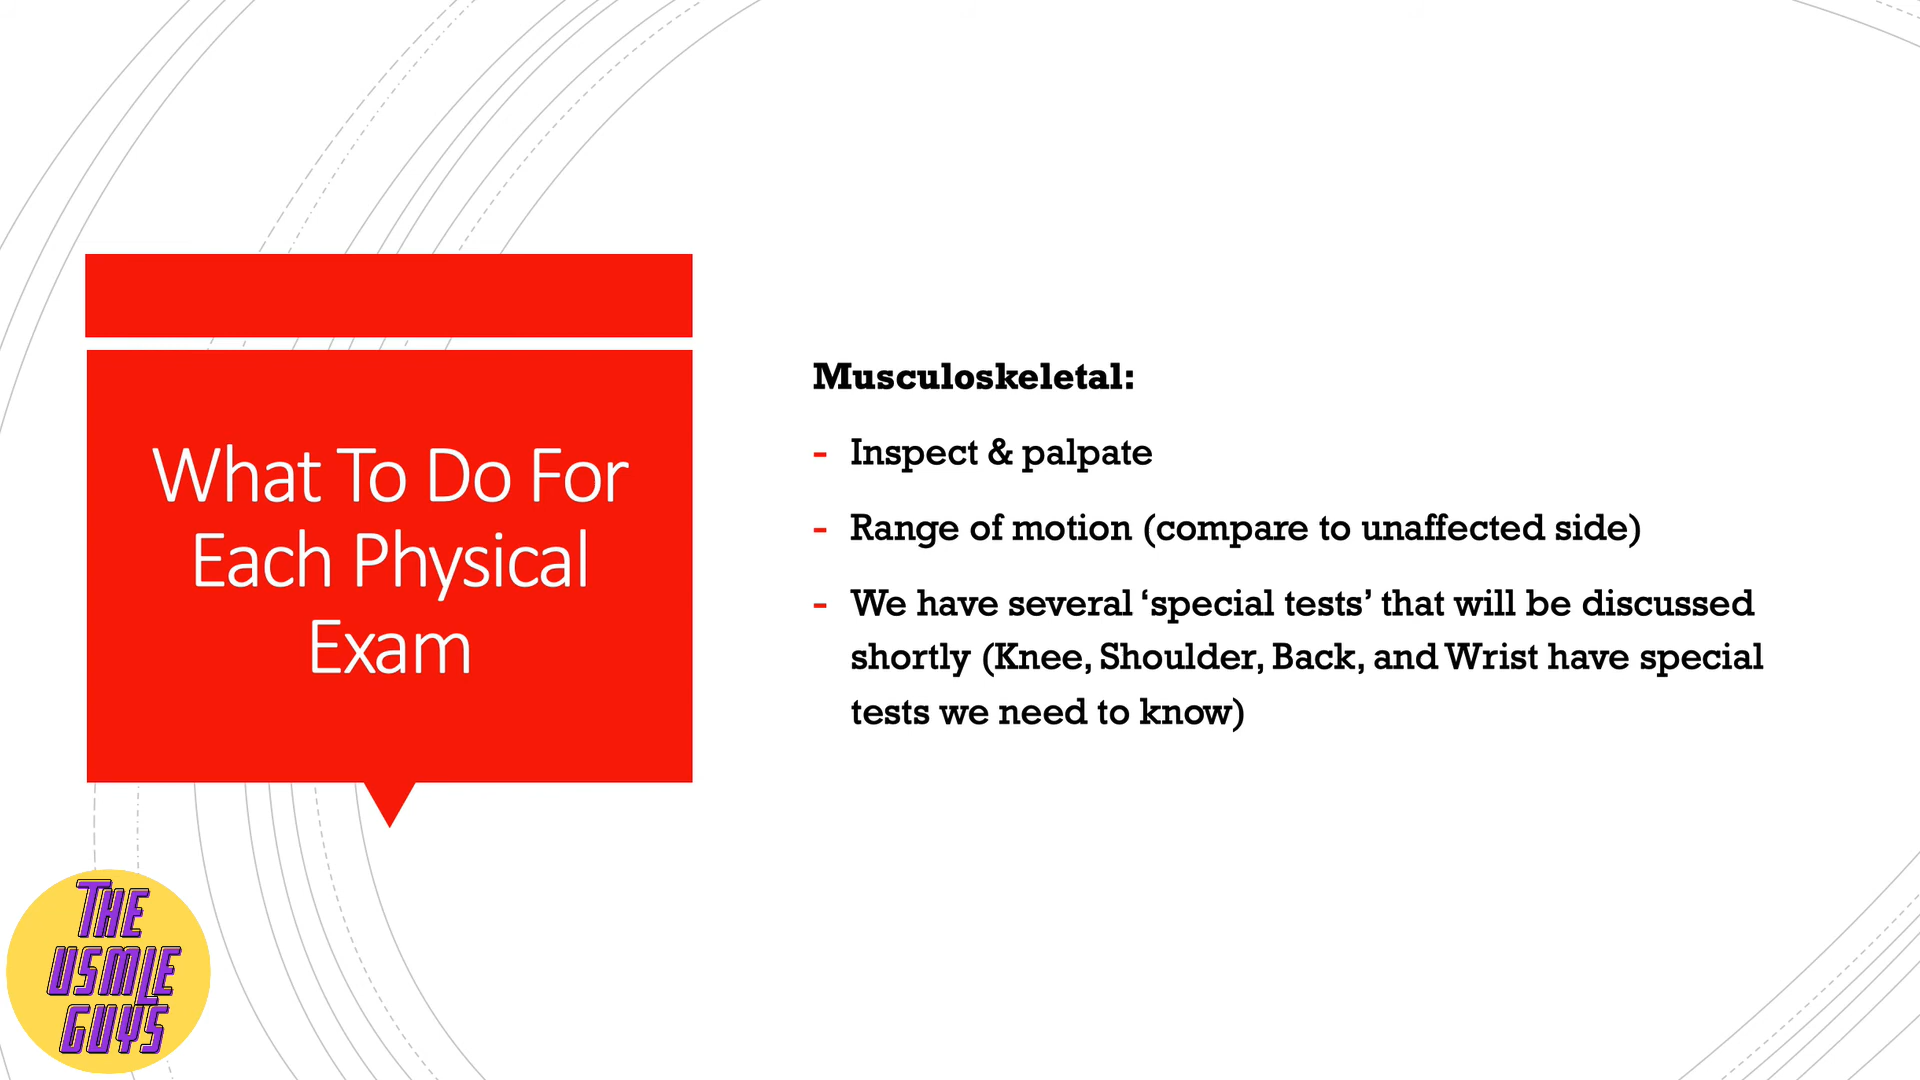 What To Do For
Each Physical
Exam
Musculoskeletal:
- Inspect & palpate
- Range of motion (compare to unaffected side)
- We have several ‘special tests’ that will be discussed
shortly (Knee, Shoulder, Back, and Wrist have special
tests we need to know)
THE
USMLE
GUYS